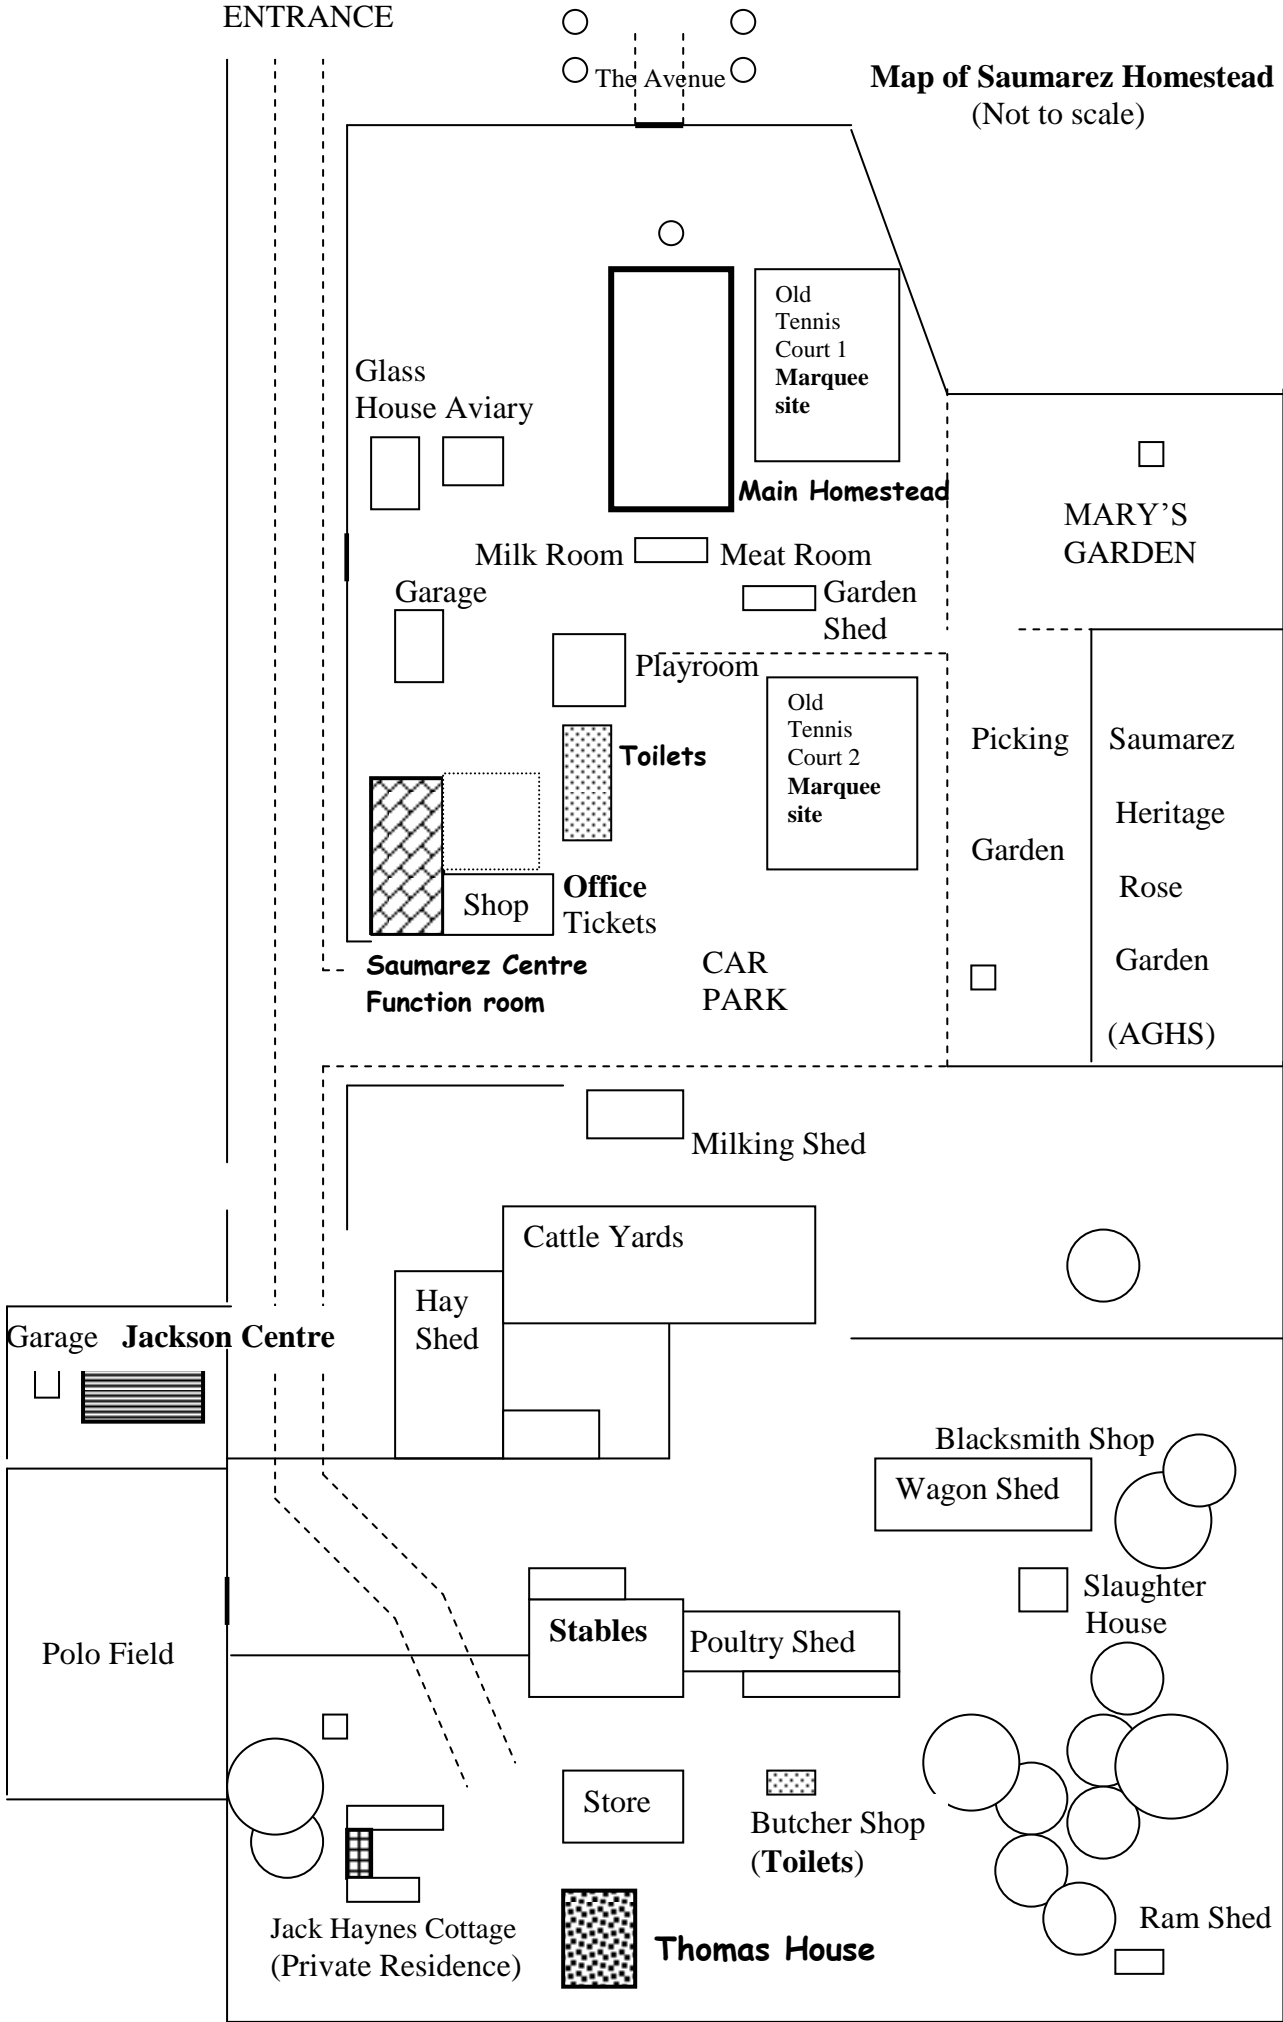 ENTRANCE
The Avenue
Map of Saumarez Homestead
(Not to scale)
Old
Tennis
Court 1
Marquee
site
Glass
House Aviary
Main Homestead
MARY'S
GARDEN
Milk Room
Meat Room
Garage
Garden
Shed
Playroom
Old
Tennis
Court 2
Marquee
site
Toilets
Picking
Garden
Saumarez
Heritage
Rose
Garden
(AGHS)
Shop
Office
Tickets
Saumarez Centre
Function room
CAR
PARK
Milking Shed
Cattle Yards
Hay
Shed
Garage
Jackson Centre
Blacksmith Shop
Wagon Shed
Slaughter
House
Stables
Poultry Shed
Polo Field
Store
Butcher Shop
(Toilets)
Jack Haynes Cottage
(Private Residence)
Thomas House
Ram Shed